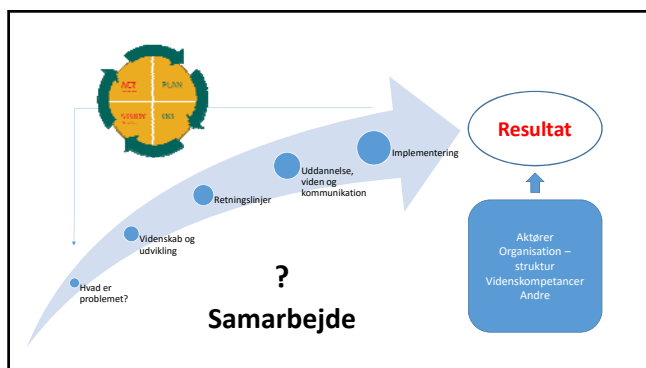 ACT
PLAN
STUDY
DO
Resultat
Implementering
Uddannelse,
viden og
kommunikation
Retningslinjer
Videnskab og
udvikling
Hvad er
problemet?
?
Samarbejde
Aktører
Organisation –
struktur
Videnskompetancer
Andre